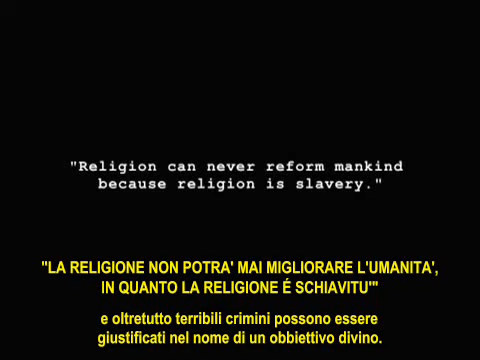 "Religion can never reform mankind
because religion is slavery."
"LA RELIGIONE NON POTRA' MAI MIGLIORARE L'UMANITA',
IN QUANTO LA RELIGIONE É SCHIAVITU'"
e oltretutto terribili crimini possono essere
giustificati nel nome di un obbiettivo divino.